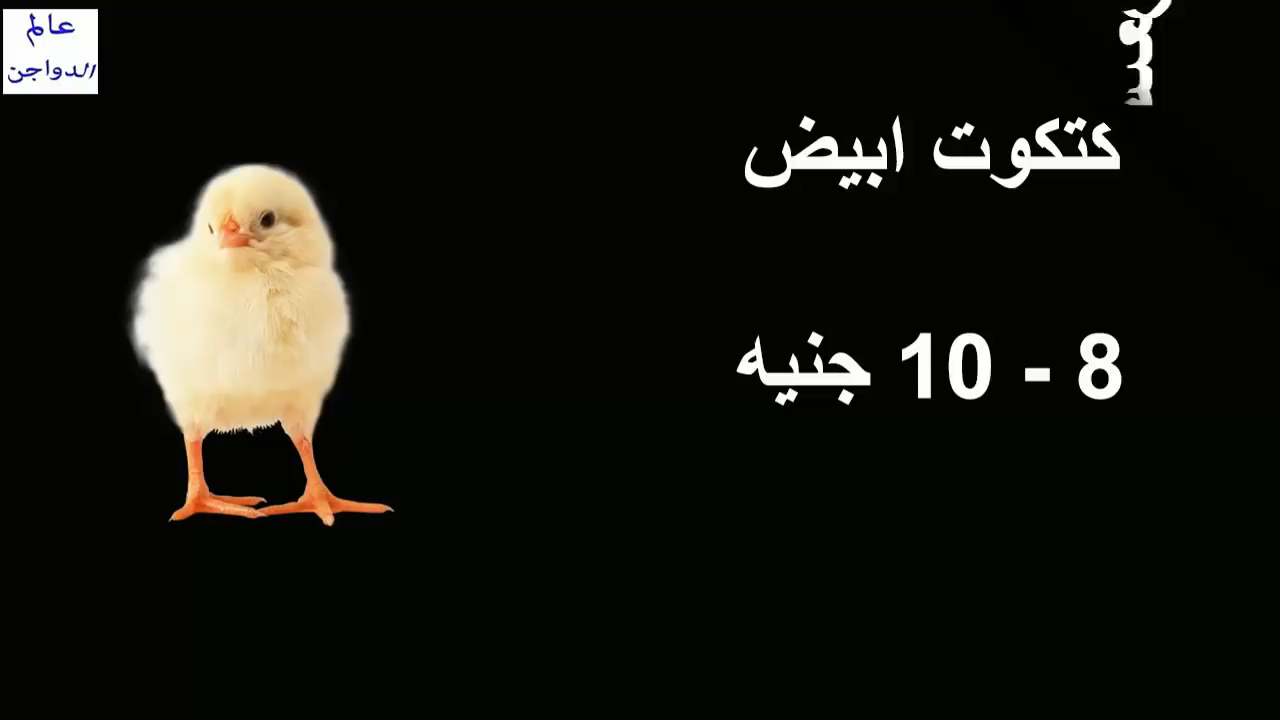 عالم
الدواجن
كتكوت ابيض
8 - 10 جنيه